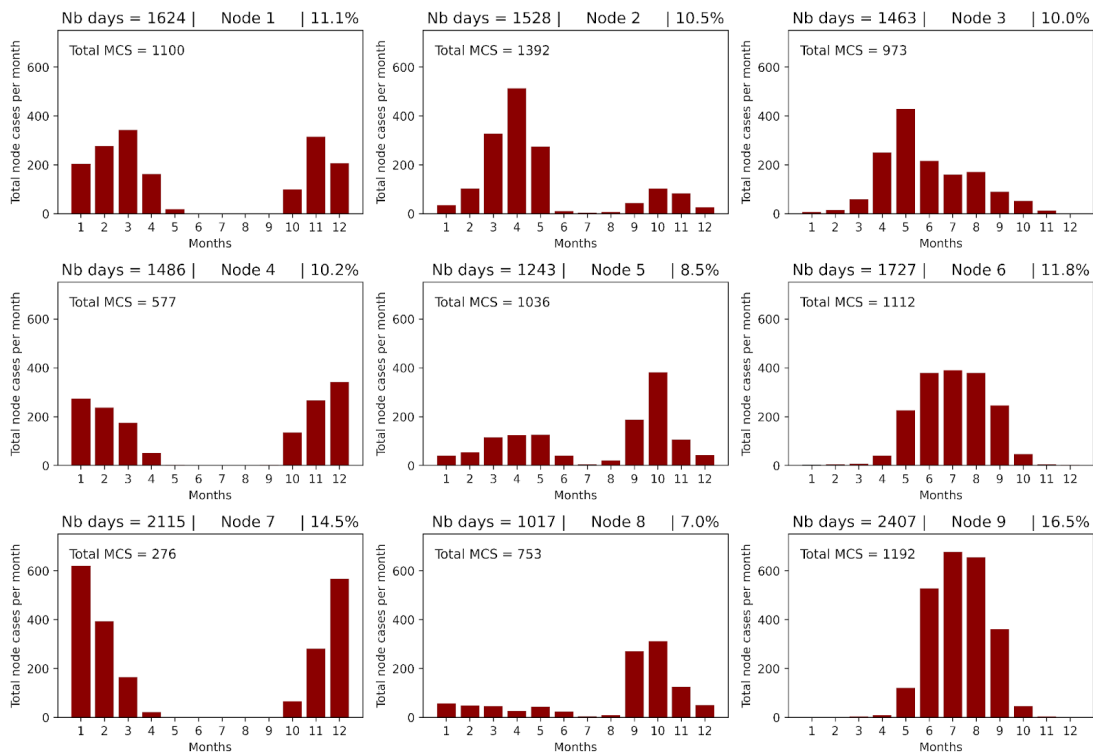 Nb days = 1624 | Node 1 | 11.1%
Total MCS = 1100
Total node cases per month
600
400
200
0
1 2 3 4 5 6 7 8 9 10 11 12
Months
Nb days = 1528 | Node 2 | 10.5%
Total MCS = 1392
Total node cases per month
600
400
200
0
1 2 3 4 5 6 7 8 9 10 11 12
Months
Nb days = 1463 | Node 3 | 10.0%
Total MCS = 973
Total node cases per month
600
400
200
0
1 2 3 4 5 6 7 8 9 10 11 12
Months
Nb days = 1486 | Node 4 | 10.2%
Total MCS = 577
Total node cases per month
600
400
200
0
1 2 3 4 5 6 7 8 9 10 11 12
Months
Nb days = 1243 | Node 5 | 8.5%
Total MCS = 1036
Total node cases per month
600
400
200
0
1 2 3 4 5 6 7 8 9 10 11 12
Months
Nb days = 1727 | Node 6 | 11.8%
Total MCS = 1112
Total node cases per month
600
400
200
0
1 2 3 4 5 6 7 8 9 10 11 12
Months
Nb days = 2115 | Node 7 | 14.5%
Total MCS = 276
Total node cases per month
600
400
200
0
1 2 3 4 5 6 7 8 9 10 11 12
Months
Nb days = 1017 | Node 8 | 7.0%
Total MCS = 753
Total node cases per month
600
400
200
0
1 2 3 4 5 6 7 8 9 10 11 12
Months
Nb days = 2407 | Node 9 | 16.5%
Total MCS = 1192
Total node cases per month
600
400
200
0
1 2 3 4 5 6 7 8 9 10 11 12
Months